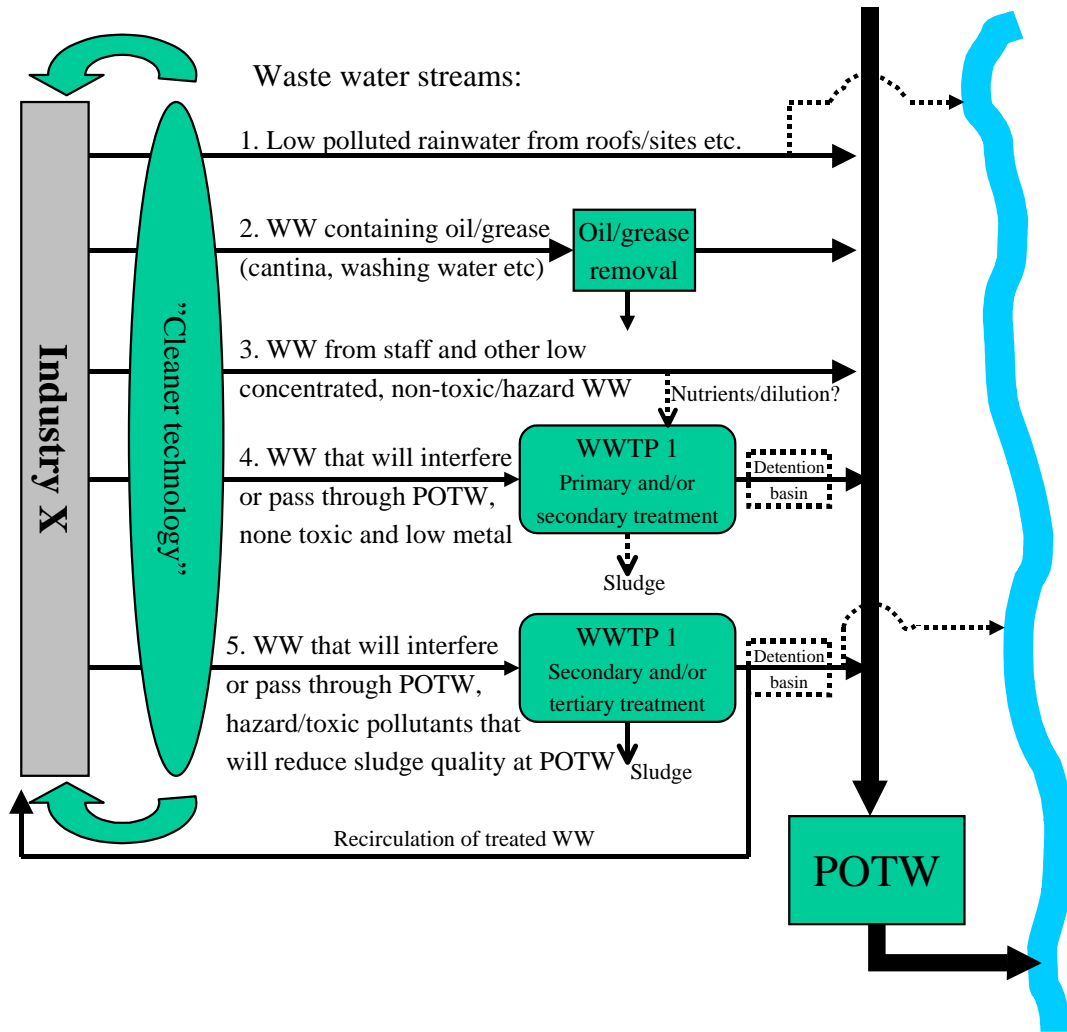 Waste water streams:
1. Low polluted rainwater from roofs/sites etc.
2. WW containing oil/grease
(cantina, washing water etc)
Oil/grease
removal
Industry X
”Cleaner technology”
3. WW from staff and other low
concentrated, non-toxic/hazard WW
Nutrients/dilution?
4. WW that will interfere
or pass through POTW,
none toxic and low metal
WWTP 1
Primary and/or
secondary treatment
Detention
basin
Sludge
5. WW that will interfere
or pass through POTW,
hazard/toxic pollutants that
will reduce sludge quality at POTW
WWTP 1
Secondary and/or
tertiary treatment
Detention
basin
Sludge
Recirculation of treated WW
POTW